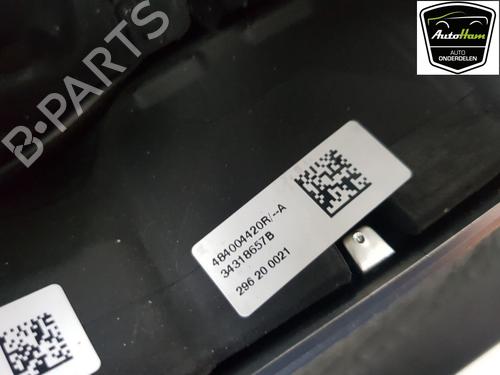 AutoHam
AUTO
ONDERDELEN
B-PARTS
484004420R/--A
34318657B
296 20 0021